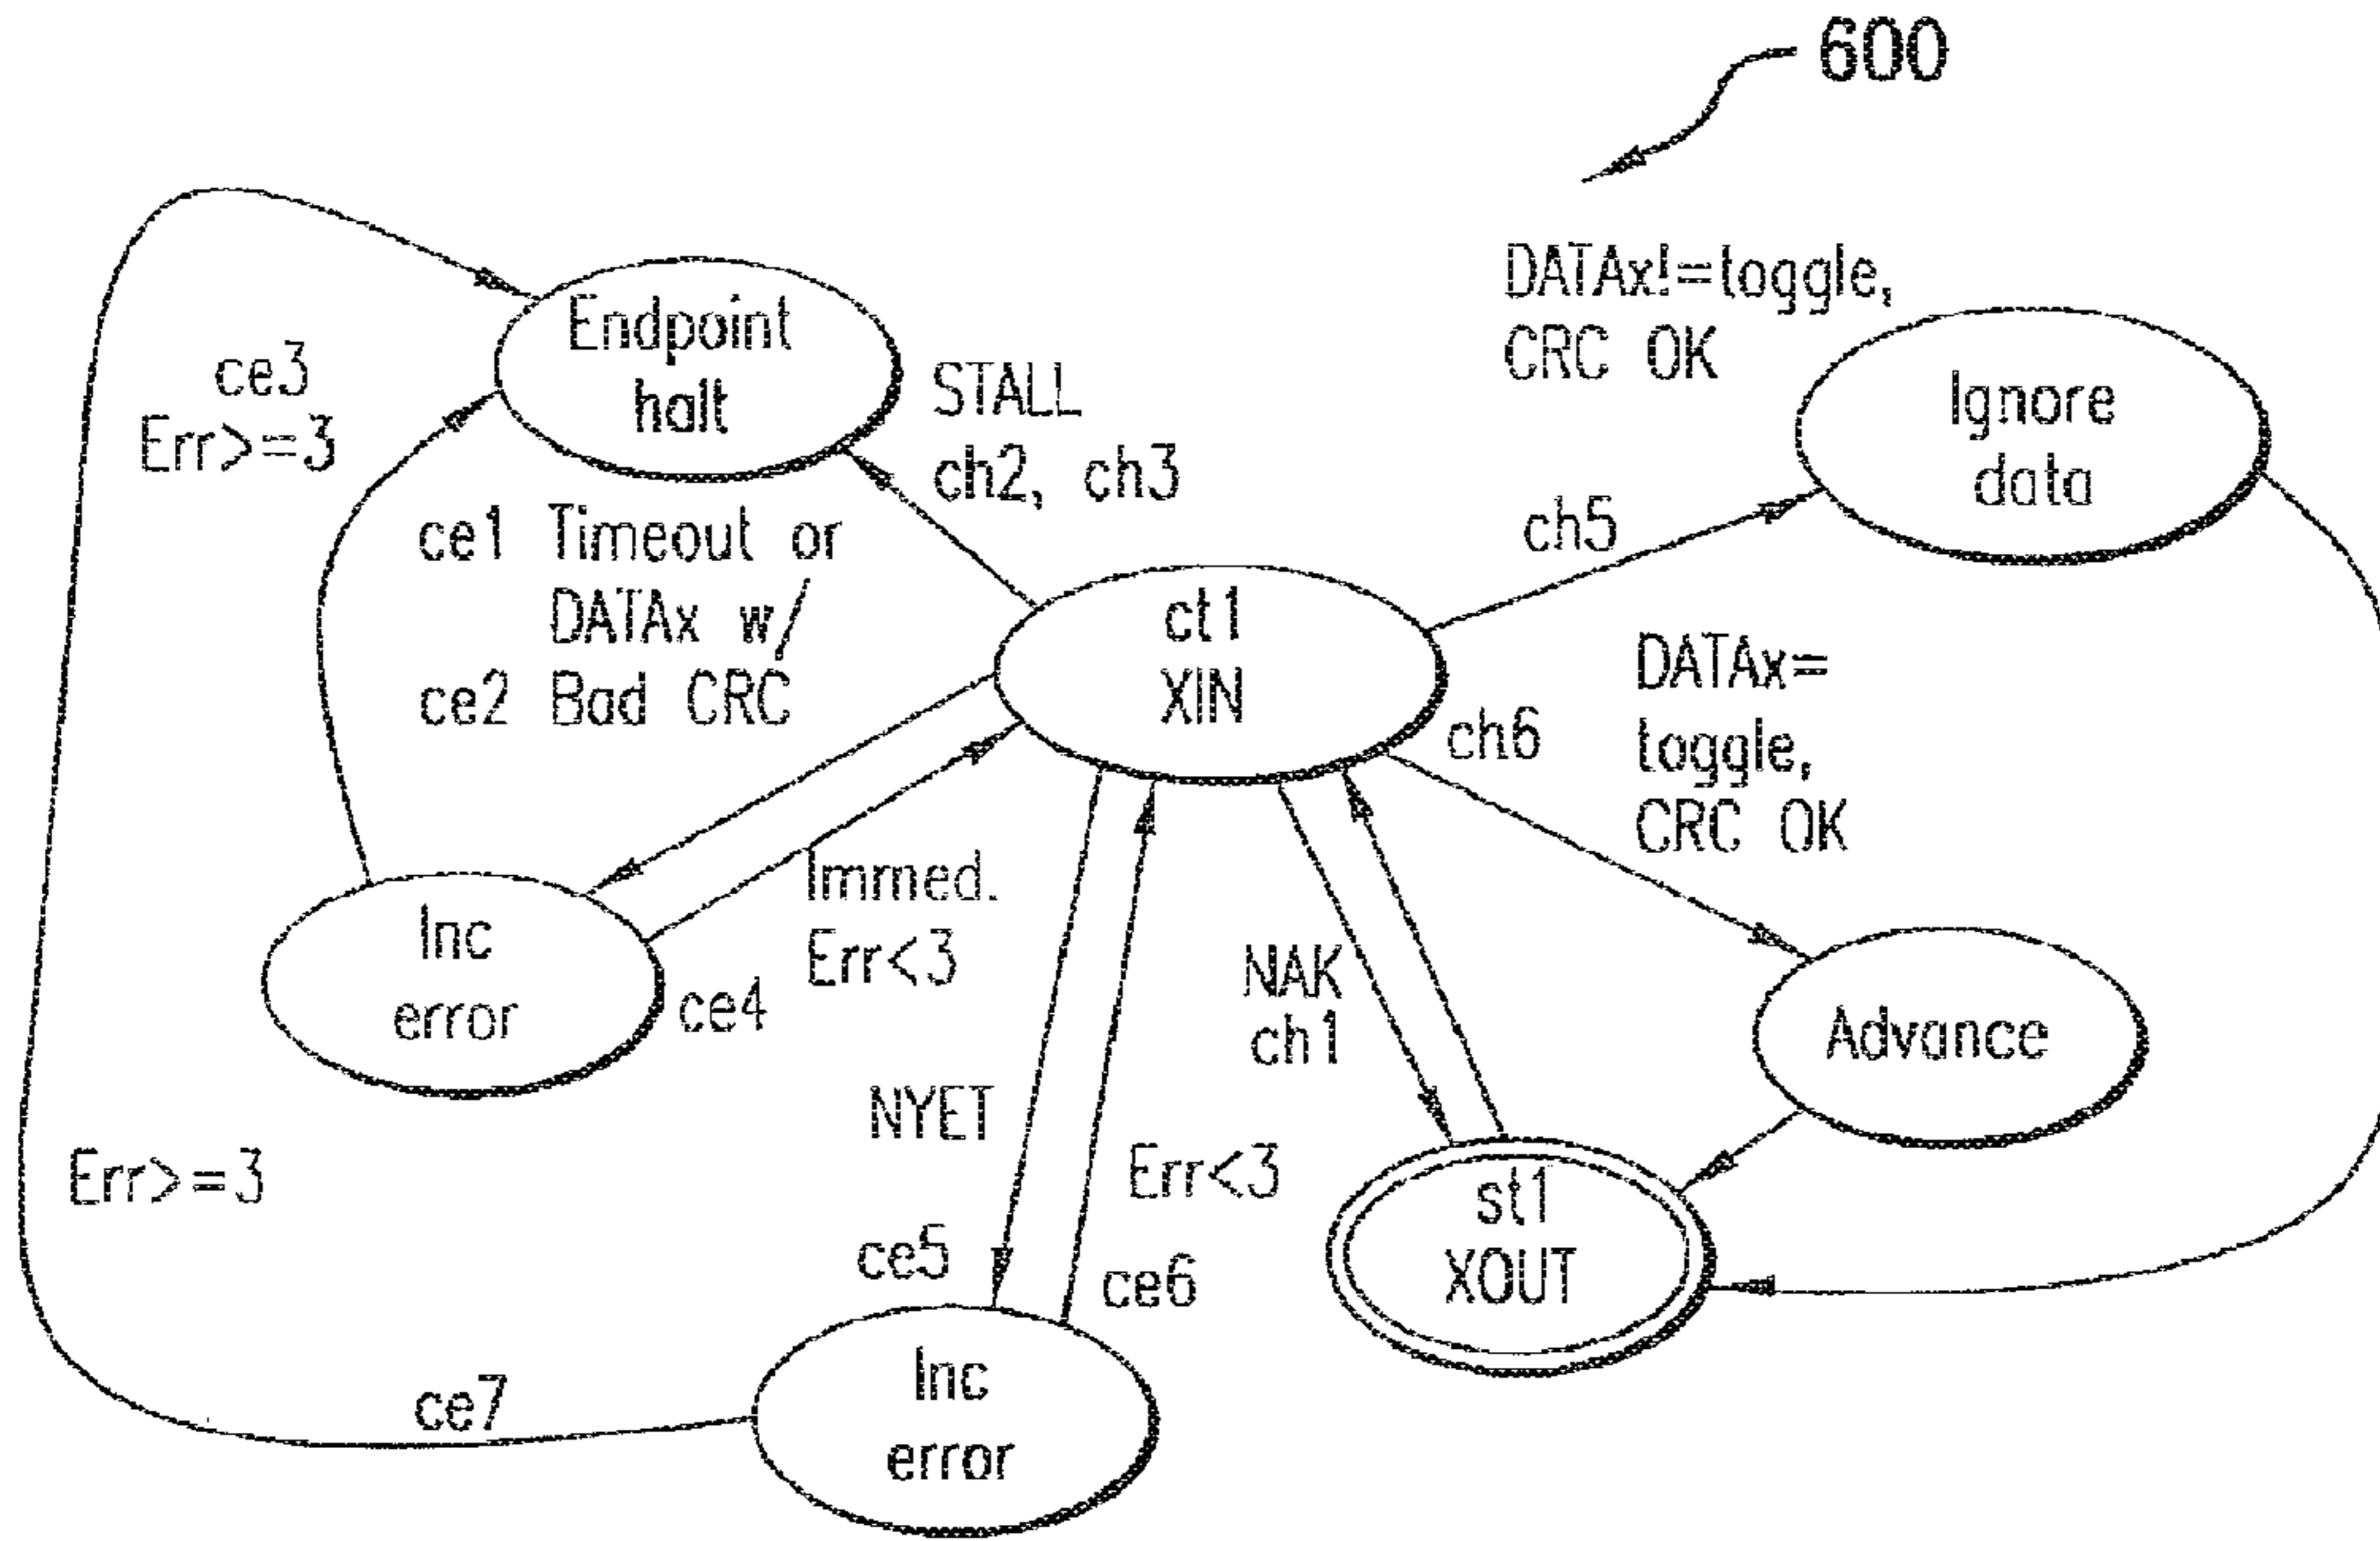 600
DATAx!=toggle,
CRC OK
Endpoint
halt
ce3
Err>=3
STALL
ch2, ch3
Ignore
data
ch5
ce1 Timeout or
DATAx w/
ce2 Bad CRC
ct1
XIN
DATAx=
toggle,
CRC OK
ch6
Immed.
Err<3
Inc
error
ce4
NAK
ch1
Advance
NYET
Err>=3
Err<3
st1
XOUT
ce5
ce6
Inc
error
ce7